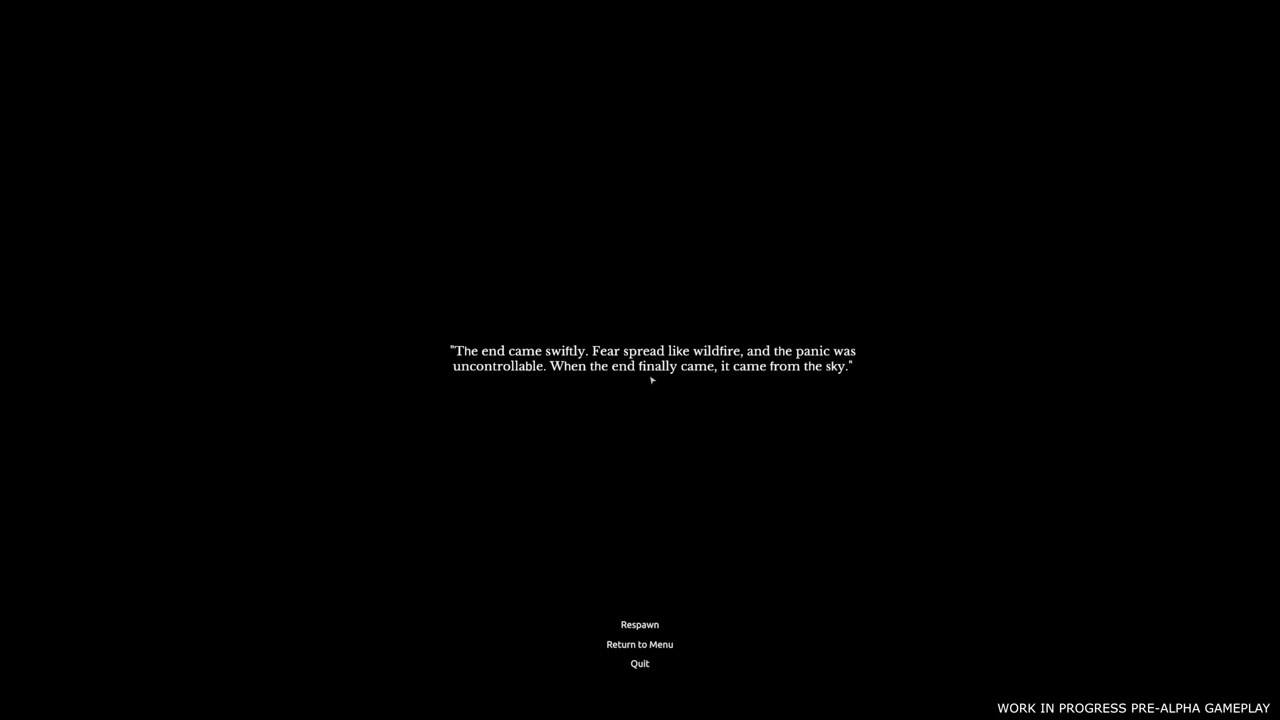 "The end came swiftly. Fear spread like wildfire, and the panic was
uncontrollable. When the end finally came, it came from the sky."
Respawn
Return to Menu
Quit
WORK IN PROGRESS PRE-ALPHA GAMEPLAY